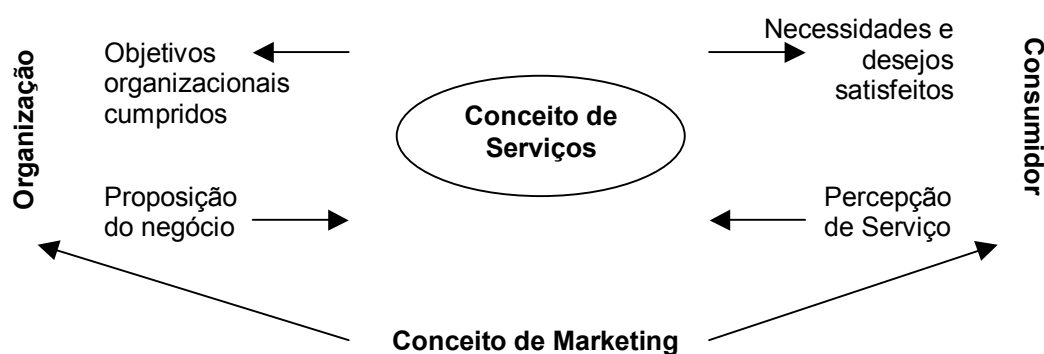 Organização
Objetivos
organizacionais
cumpridos
Necessidades e
desejos
satisfeitos
Consumidor
Conceito de
Serviços
Proposição
do negócio
Percepção
de Serviço
Conceito de Marketing